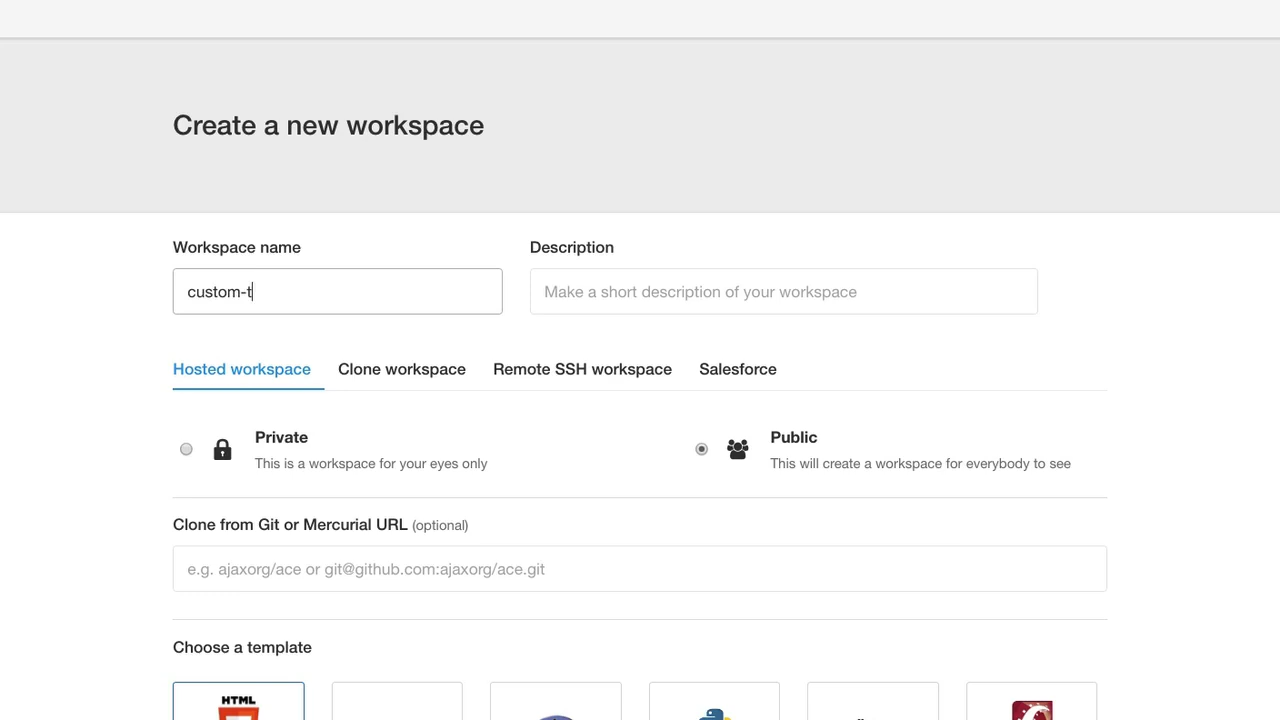 Create a new workspace
Workspace name
Description
custom-t
Make a short description of your workspace
Hosted workspace
Clone workspace
Remote SSH workspace
Salesforce
Private
This is a workspace for your eyes only
Public
This will create a workspace for everybody to see
Clone from Git or Mercurial URL (optional)
e.g. ajaxorg/ace or git@github.com:ajaxorg/ace.git
Choose a template
HTML